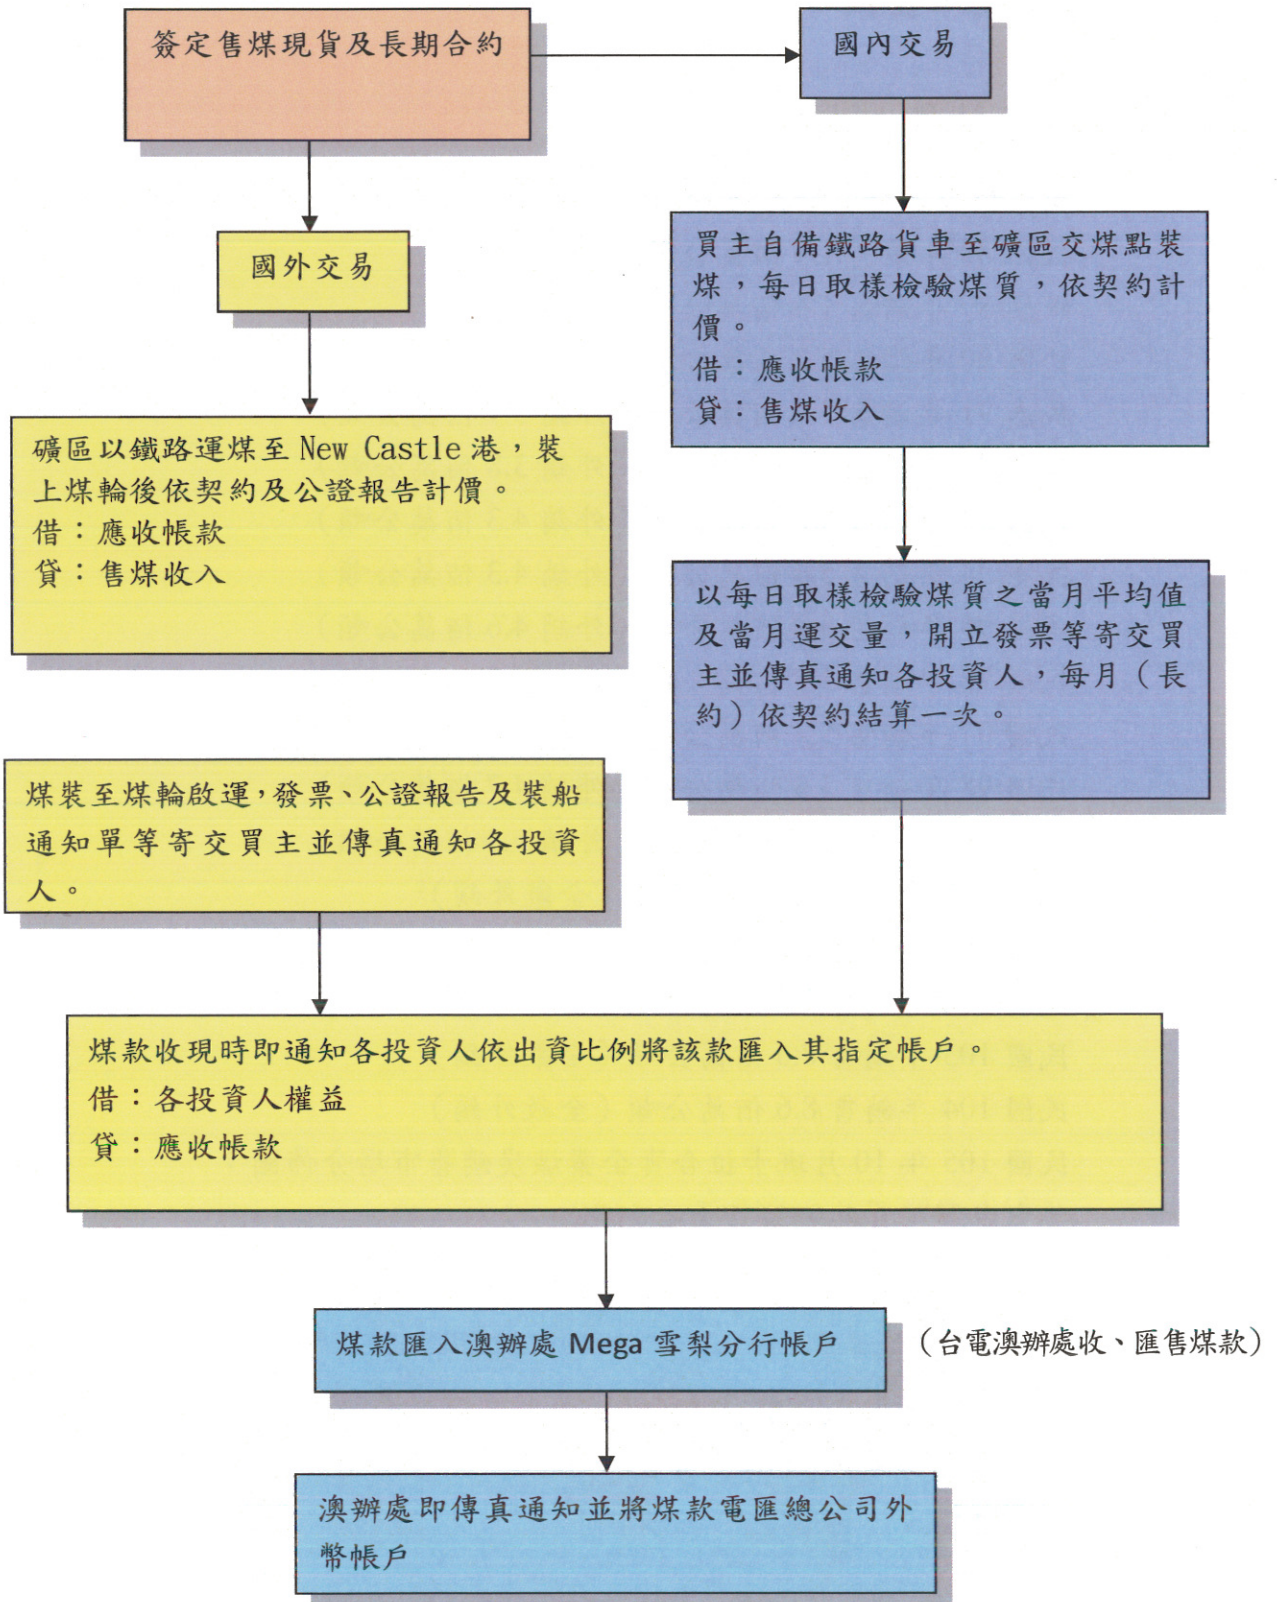 簽定售煤現貨及長期合約
國內交易
國外交易
買主自備鐵路貨車至礦區交煤點裝
煤，每日取樣檢驗煤質，依契約計
價。
借：應收帳款
貸：售煤收入
礦區以鐵路運煤至 New Castle 港，裝
上煤輪後依契約及公證報告計價。
借：應收帳款
貸：售煤收入
以每日取樣檢驗煤質之當月平均值
及當月運交量，開立發票等寄交買
主並傳真通知各投資人，每月（長
約）依契約結算一次。
煤裝至煤輪啟運，發票、公證報告及裝船
通知單等寄交買主並傳真通知各投資
人。
煤款收現時即通知各投資人依出資比例將該款匯入其指定帳戶。
借：各投資人權益
貸：應收帳款
煤款匯入澳辦處 Mega 雪梨分行帳戶
（台電澳辦處收、匯售煤款）
澳辦處即傳真通知並將煤款電匯總公司外
幣帳戶